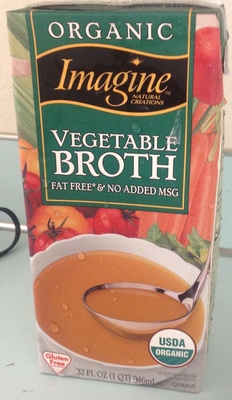 ORGANIC
Imagine
NATURAL
CREATIONS
VEGETABLE
BROTH
FAT FREE* & NO ADDED MSG
USDA
ORGANIC
Gluten
Free
32 FL OZ (1 QT) 946mL